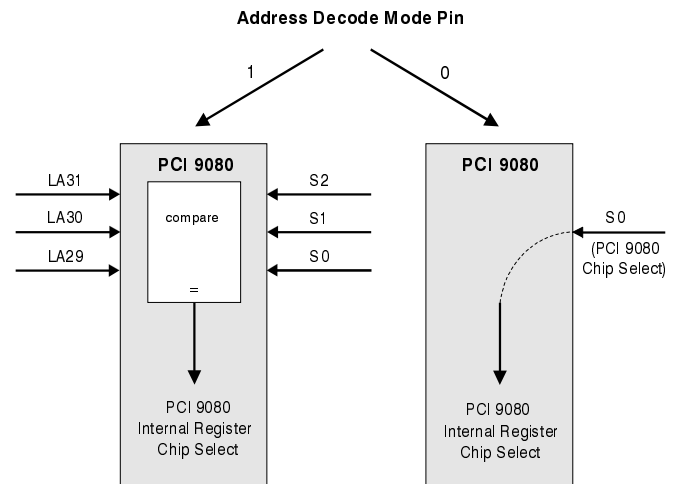 Address Decode Mode Pin
1
0
PCI 9080
LA31
LA30
LA29
compare
=
S2
S1
S0
PCI 9080
Internal Register
Chip Select
PCI 9080
S0
(PCI 9080
Chip Select)
PCI 9080
Internal Register
Chip Select